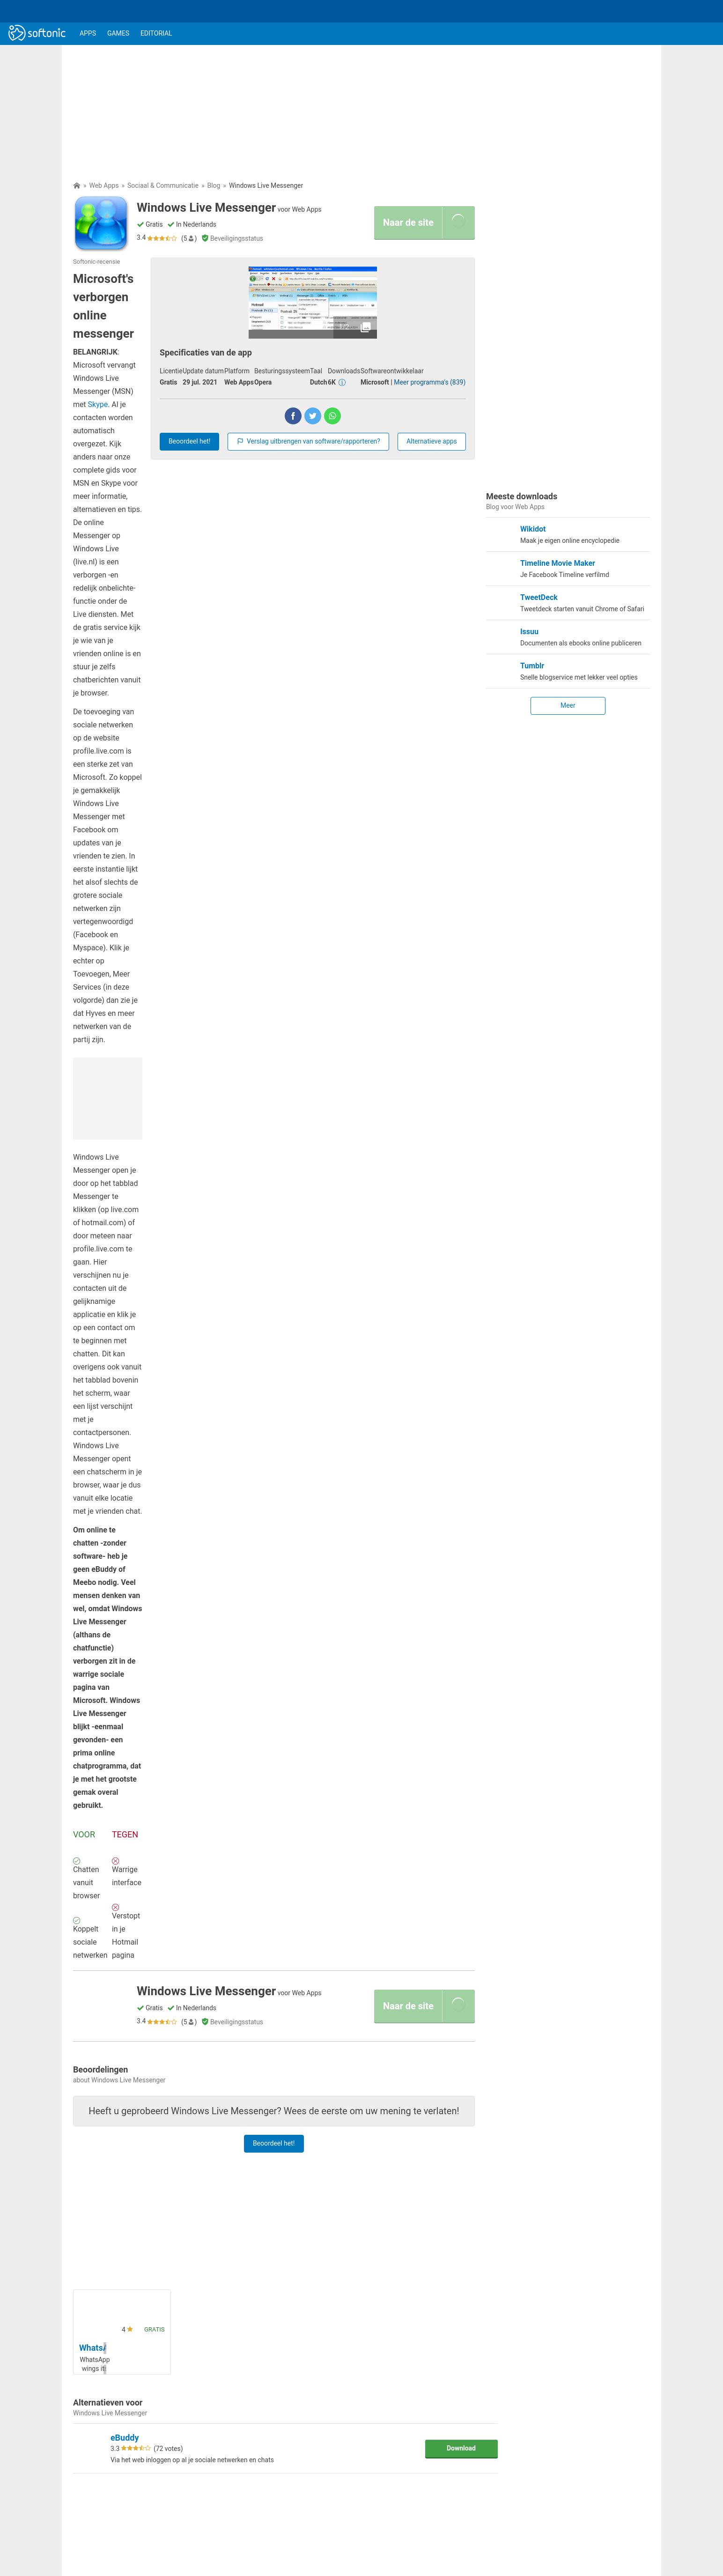 softonic APPS GAMES EDITORIAL
» Web Apps » Sociaal & Communicatie » Blog » Windows Live Messenger
Windows Live Messenger voor Web Apps
Gratis In Nederlands
3.4 (5 ) Beveiligingsstatus
Naar de site
Softonic-recensie
Microsoft's
verborgen
online
messenger
BELANGRIJK:
Microsoft vervangt
Windows Live
Messenger (MSN)
met Skype. Al je
contacten worden
automatisch
overgezet. Kijk
anders naar onze
complete gids voor
MSN en Skype voor
meer informatie,
alternatieven en tips.
De online
Messenger op
Windows Live
(live.nl) is een
verborgen -en
redelijk onbelichte-
functie onder de
Live diensten. Met
de gratis service kijk
je wie van je
vrienden online is en
stuur je zelfs
chatberichten vanuit
je browser.
De toevoeging van
sociale netwerken
op de website
profile.live.com is
een sterke zet van
Microsoft. Zo koppel
je gemakkelijk
Windows Live
Messenger met
Facebook om
updates van je
vrienden te zien. In
eerste instantie lijkt
het alsof slechts de
grotere sociale
netwerken zijn
vertegenwoordigd
(Facebook en
Myspace). Klik je
echter op
Toevoegen, Meer
Services (in deze
volgorde) dan zie je
dat Hyves en meer
netwerken van de
partij zijn.
Windows Live
Messenger open je
door op het tabblad
Messenger te
klikken (op live.com
of hotmail.com) of
door meteen naar
profile.live.com te
gaan. Hier
verschijnen nu je
contacten uit de
gelijknamige
applicatie en klik je
op een contact om
te beginnen met
chatten. Dit kan
overigens ook vanuit
het tabblad bovenin
het scherm, waar
een lijst verschijnt
met je
contactpersonen.
Windows Live
Messenger opent
een chatscherm in je
browser, waar je dus
vanuit elke locatie
met je vrienden chat.
Om online te
chatten -zonder
software- heb je
geen eBuddy of
Meebo nodig. Veel
mensen denken van
wel, omdat Windows
Live Messenger
(althans de
chatfunctie)
verborgen zit in de
warrige sociale
pagina van
Microsoft. Windows
Live Messenger
blijkt -eenmaal
gevonden- een
prima online
chatprogramma, dat
je met het grootste
gemak overal
gebruikt.
VOOR
Chatten
vanuit
browser
Koppelt
sociale
netwerken
TEGEN
Warrige
interface
Verstopt
in je
Hotmail
pagina
Specificaties van de app
Licentie Update datum Platform Besturingssysteem Taal Downloads Softwareontwikkelaar
Gratis 29 jul. 2021 Web Apps Opera Dutch 6K Microsoft | Meer programma's (839)
Beoordeel het! Verslag uitbrengen van software/rapporteren? Alternatieve apps
Meeste downloads
Blog voor Web Apps
Wikidot
Maak je eigen online encyclopedie
Timeline Movie Maker
Je Facebook Timeline verfilmd
TweetDeck
Tweetdeck starten vanuit Chrome of Safari
Issuu
Documenten als ebooks online publiceren
Tumblr
Snelle blogservice met lekker veel opties
Meer
Windows Live Messenger voor Web Apps
Gratis In Nederlands
3.4 (5 ) Beveiligingsstatus
Naar de site
Beoordelingen
about Windows Live Messenger
Heeft u geprobeerd Windows Live Messenger? Wees de eerste om uw mening te verlaten!
Beoordeel het!
4 GRATIS
WhatsA
WhatsApp
wings it
Alternatieven voor
Windows Live Messenger
eBuddy
3.3 (72 votes)
Via het web inloggen op al je sociale netwerken en chats
Download